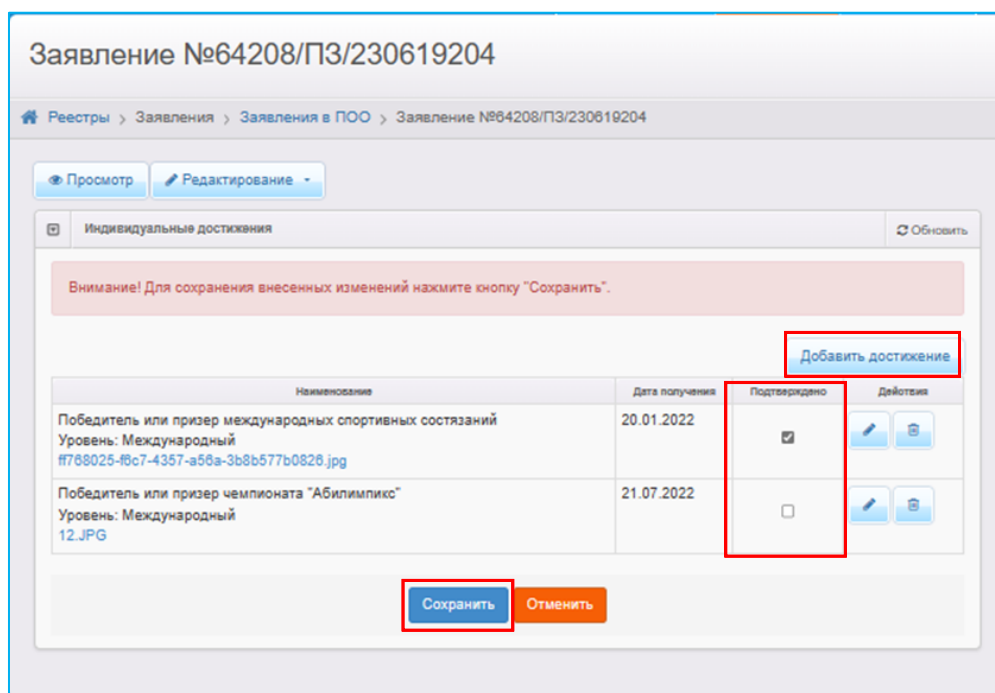 Заявление №64208/ПЗ/230619204
Реестры > Заявления > Заявления в ПОО > Заявление №64208/ПЗ/230619204
Просмотр Редактирование
Индивидуальные достижения Обновить
Внимание! Для сохранения внесенных изменений нажмите кнопку "Сохранить".
Добавить достижение
Наименование Дата получения Подтверждено Действия
Победитель или призер международных спортивных состязаний 20.01.2022
Уровень: Международный
ff768025-f6c7-4357-a56a-3b8b577b0826.jpg
Победитель или призер чемпионата "Абилимпикс" 21.07.2022
Уровень: Международный
12.JPG
Сохранить Отменить